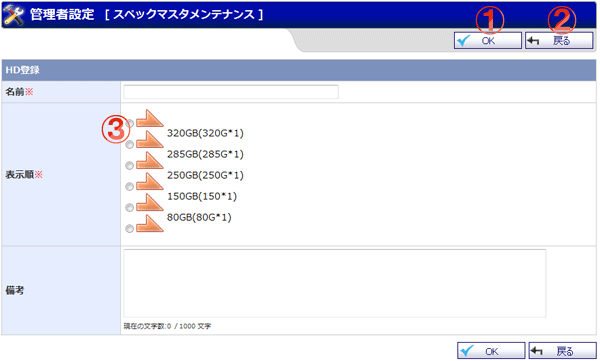 管理者設定 [ スペックマスタメンテナンス ]
① ②
OK 戻る
HD登録
名前※
③
320GB(320G*1)
285GB(285G*1)
表示順※ 250GB(250G*1)
150GB(150*1)
80GB(80G*1)
備考
現在の文字数:0 / 1000 文字
OK 戻る